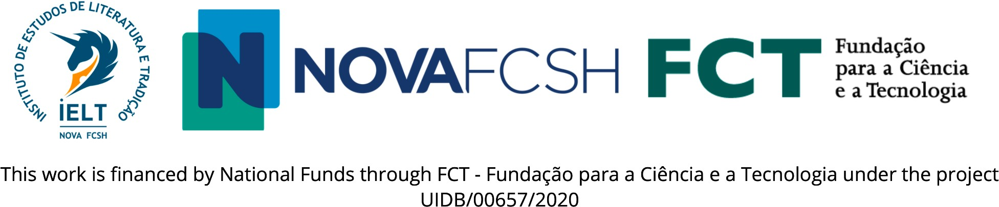 INSTITUTO DE ESTUDOS DE LITERATURA E TRADIÇÃO
iELT
NOVA FCSH
N
NOVAFCSH
FCT
Fundação
para a Ciência
e a Tecnologia
This work is financed by National Funds through FCT - Fundação para a Ciência e a Tecnologia under the project
UIDB/00657/2020